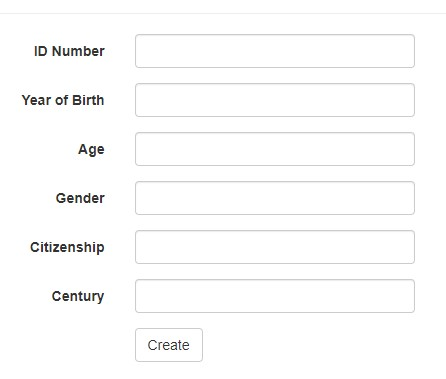 ID Number
Year of Birth
Age
Gender
Citizenship
Century
Create